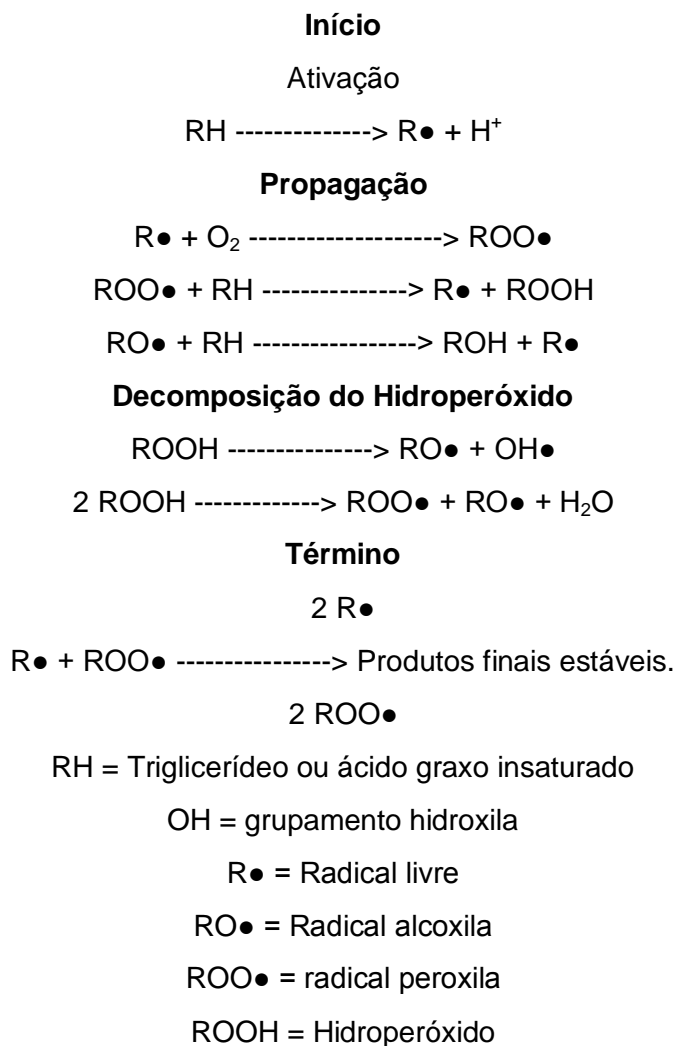 Início
Ativação
RH --------------> R● + H⁺
Propagação
R● + O₂ --------------------> ROO●
ROO● + RH ---------------> R● + ROOH
RO● + RH -----------------> ROH + R●
Decomposição do Hidroperóxido
ROOH ---------------> RO● + OH●
2 ROOH -------------> ROO● + RO● + H₂O
Término
2 R●
R● + ROO● ----------------> Produtos finais estáveis.
2 ROO●
RH = Triglicerídeo ou ácido graxo insaturado
OH = grupamento hidroxila
R● = Radical livre
RO● = Radical alcoxila
ROO● = radical peroxila
ROOH = Hidroperóxido